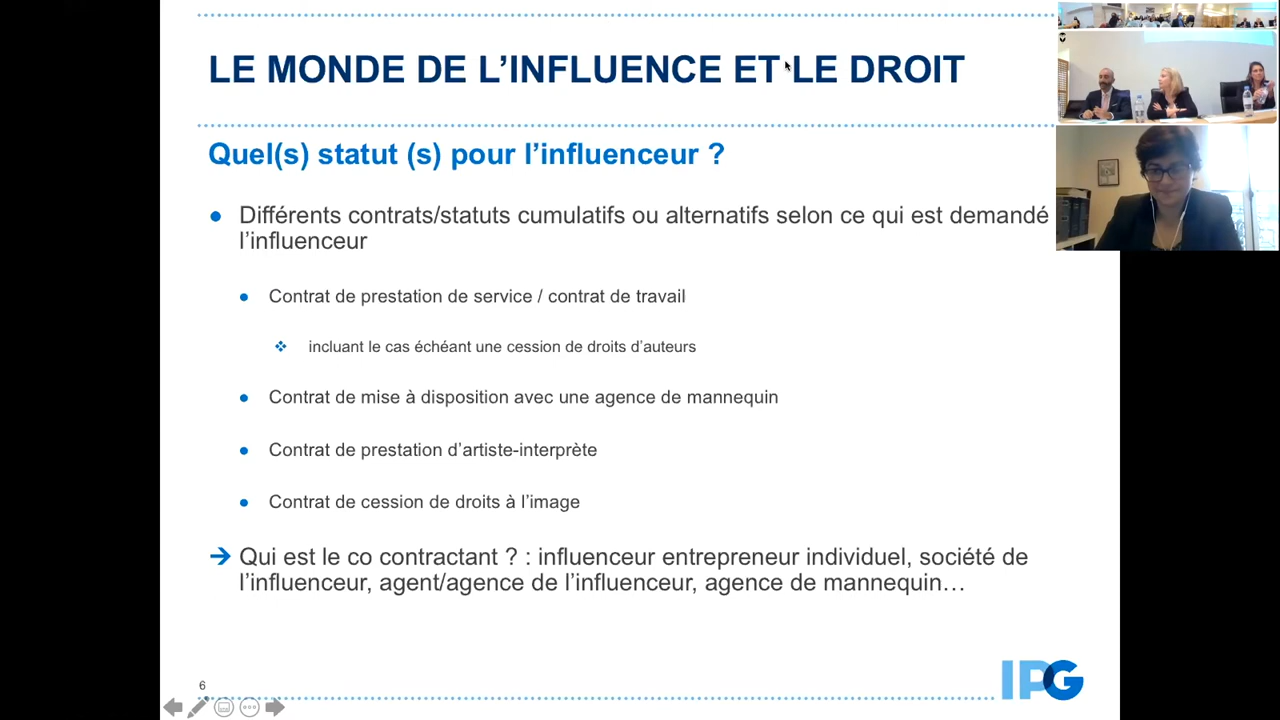 LE MONDE DE L’INFLUENCE ET LE DROIT
Quel(s) statut (s) pour l’influenceur ?
Différents contrats/statuts cumulatifs ou alternatifs selon ce qui est demandé
l’influenceur
Contrat de prestation de service / contrat de travail
incluant le cas échéant une cession de droits d’auteurs
Contrat de mise à disposition avec une agence de mannequin
Contrat de prestation d’artiste-interprète
Contrat de cession de droits à l’image
Qui est le co contractant ? : influenceur entrepreneur individuel, société de
l’influenceur, agent/agence de l’influenceur, agence de mannequin…
6
IPG